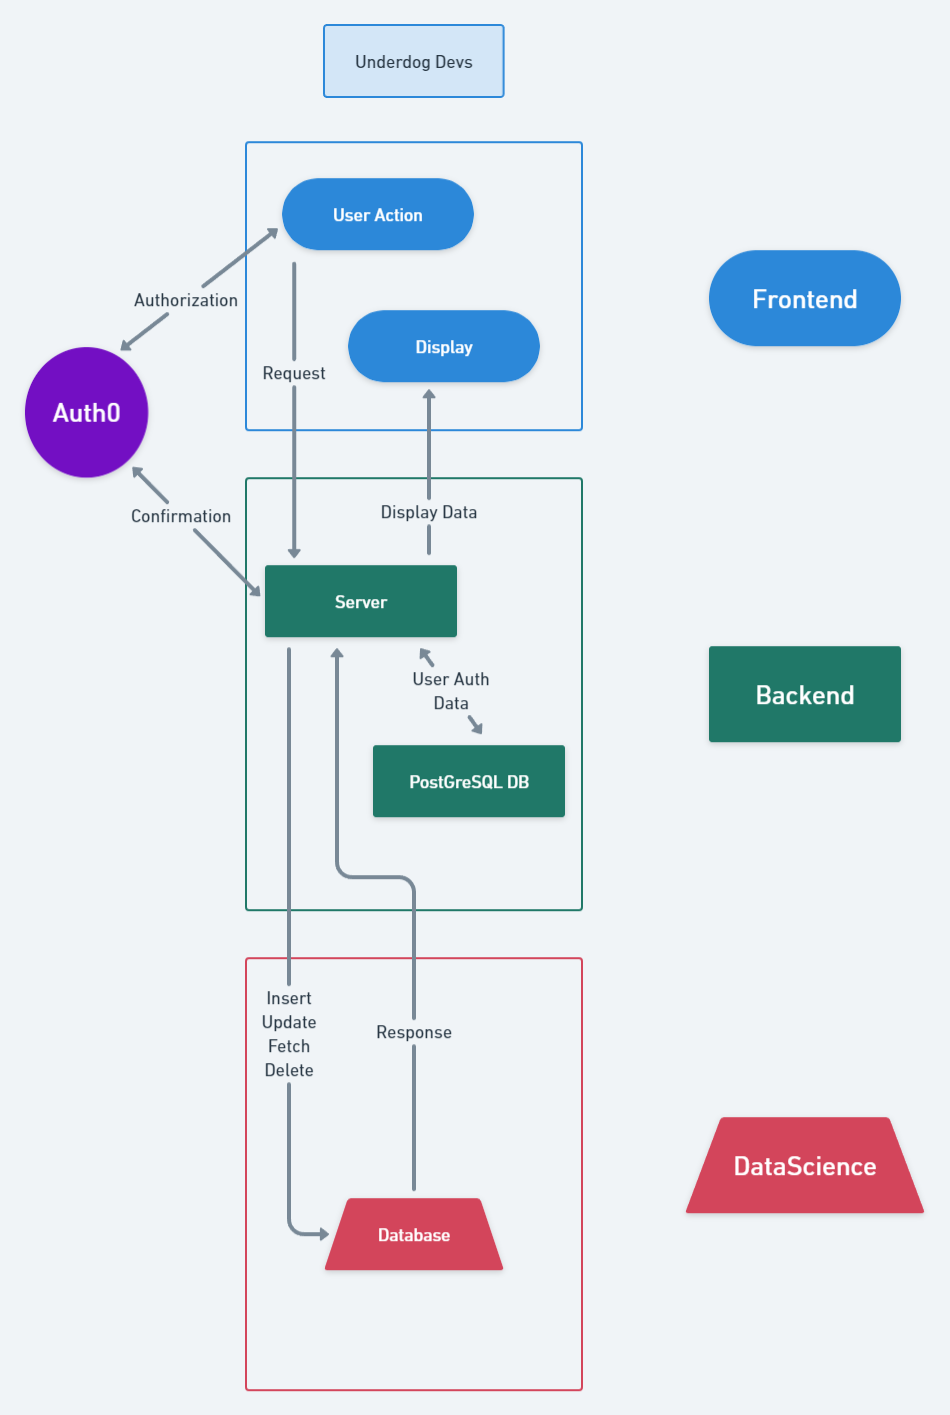 Underdog Devs
User Action
Authorization
Display
Frontend
Request
Auth0
Display Data
Confirmation
Server
User Auth
Data
Backend
PostGreSQL DB
Insert
Update
Fetch
Delete
Response
DataScience
Database